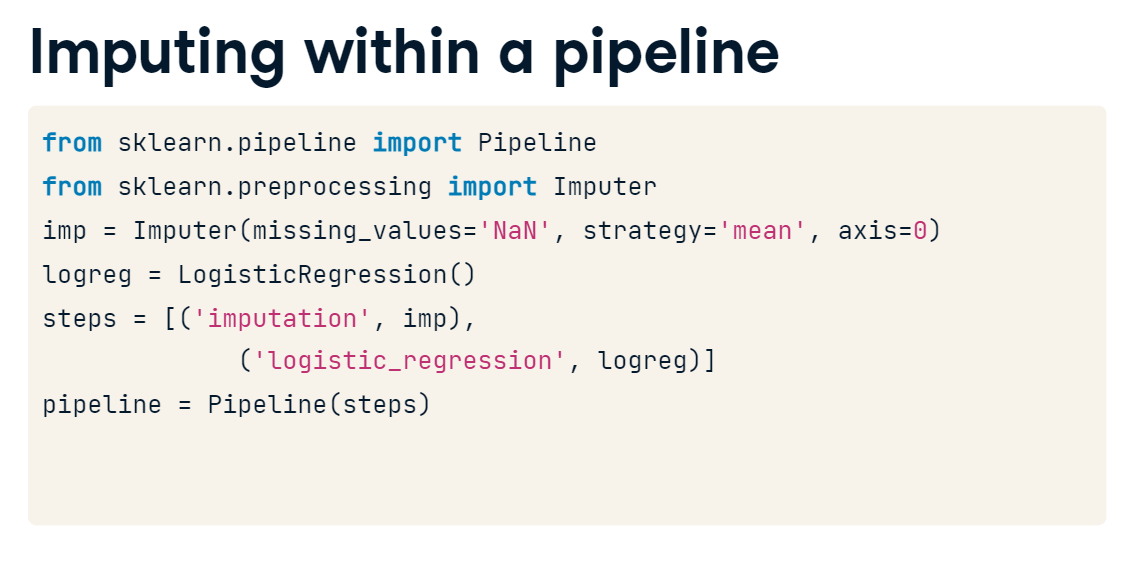 Imputing within a pipeline
from sklearn.pipeline import Pipeline
from sklearn.preprocessing import Imputer
imp = Imputer(missing_values='NaN', strategy='mean', axis=0)
logreg = LogisticRegression()
steps = [('imputation', imp),
             ('logistic_regression', logreg)]
pipeline = Pipeline(steps)